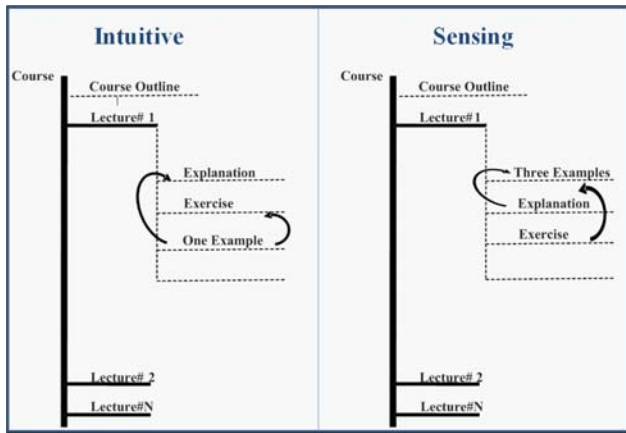 Intuitive
Course
Course Outline
Lecture# 1
Explanation
Exercise
One Example
Lecture# 2
Lecture#N
Sensing
Course
Course Outline
Lecture#1
Three Examples
Explanation
Exercise
Lecture#2
Lecture#N